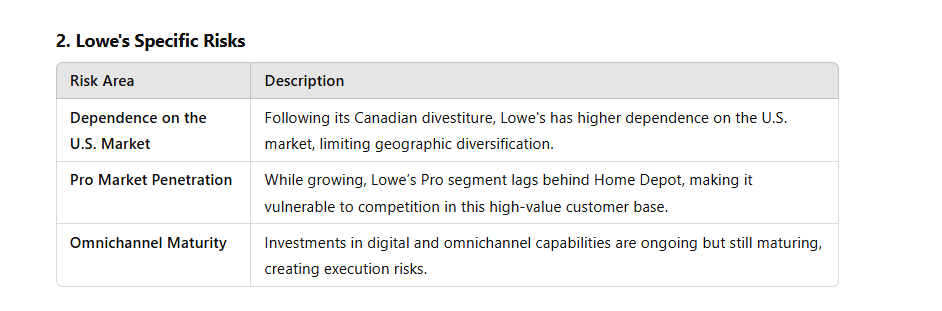 2. Lowe's Specific Risks
Risk Area
Description
Dependence on the
U.S. Market
Following its Canadian divestiture, Lowe's has higher dependence on the U.S.
market, limiting geographic diversification.
Pro Market Penetration
While growing, Lowe’s Pro segment lags behind Home Depot, making it
vulnerable to competition in this high-value customer base.
Omnichannel Maturity
Investments in digital and omnichannel capabilities are ongoing but still maturing,
creating execution risks.